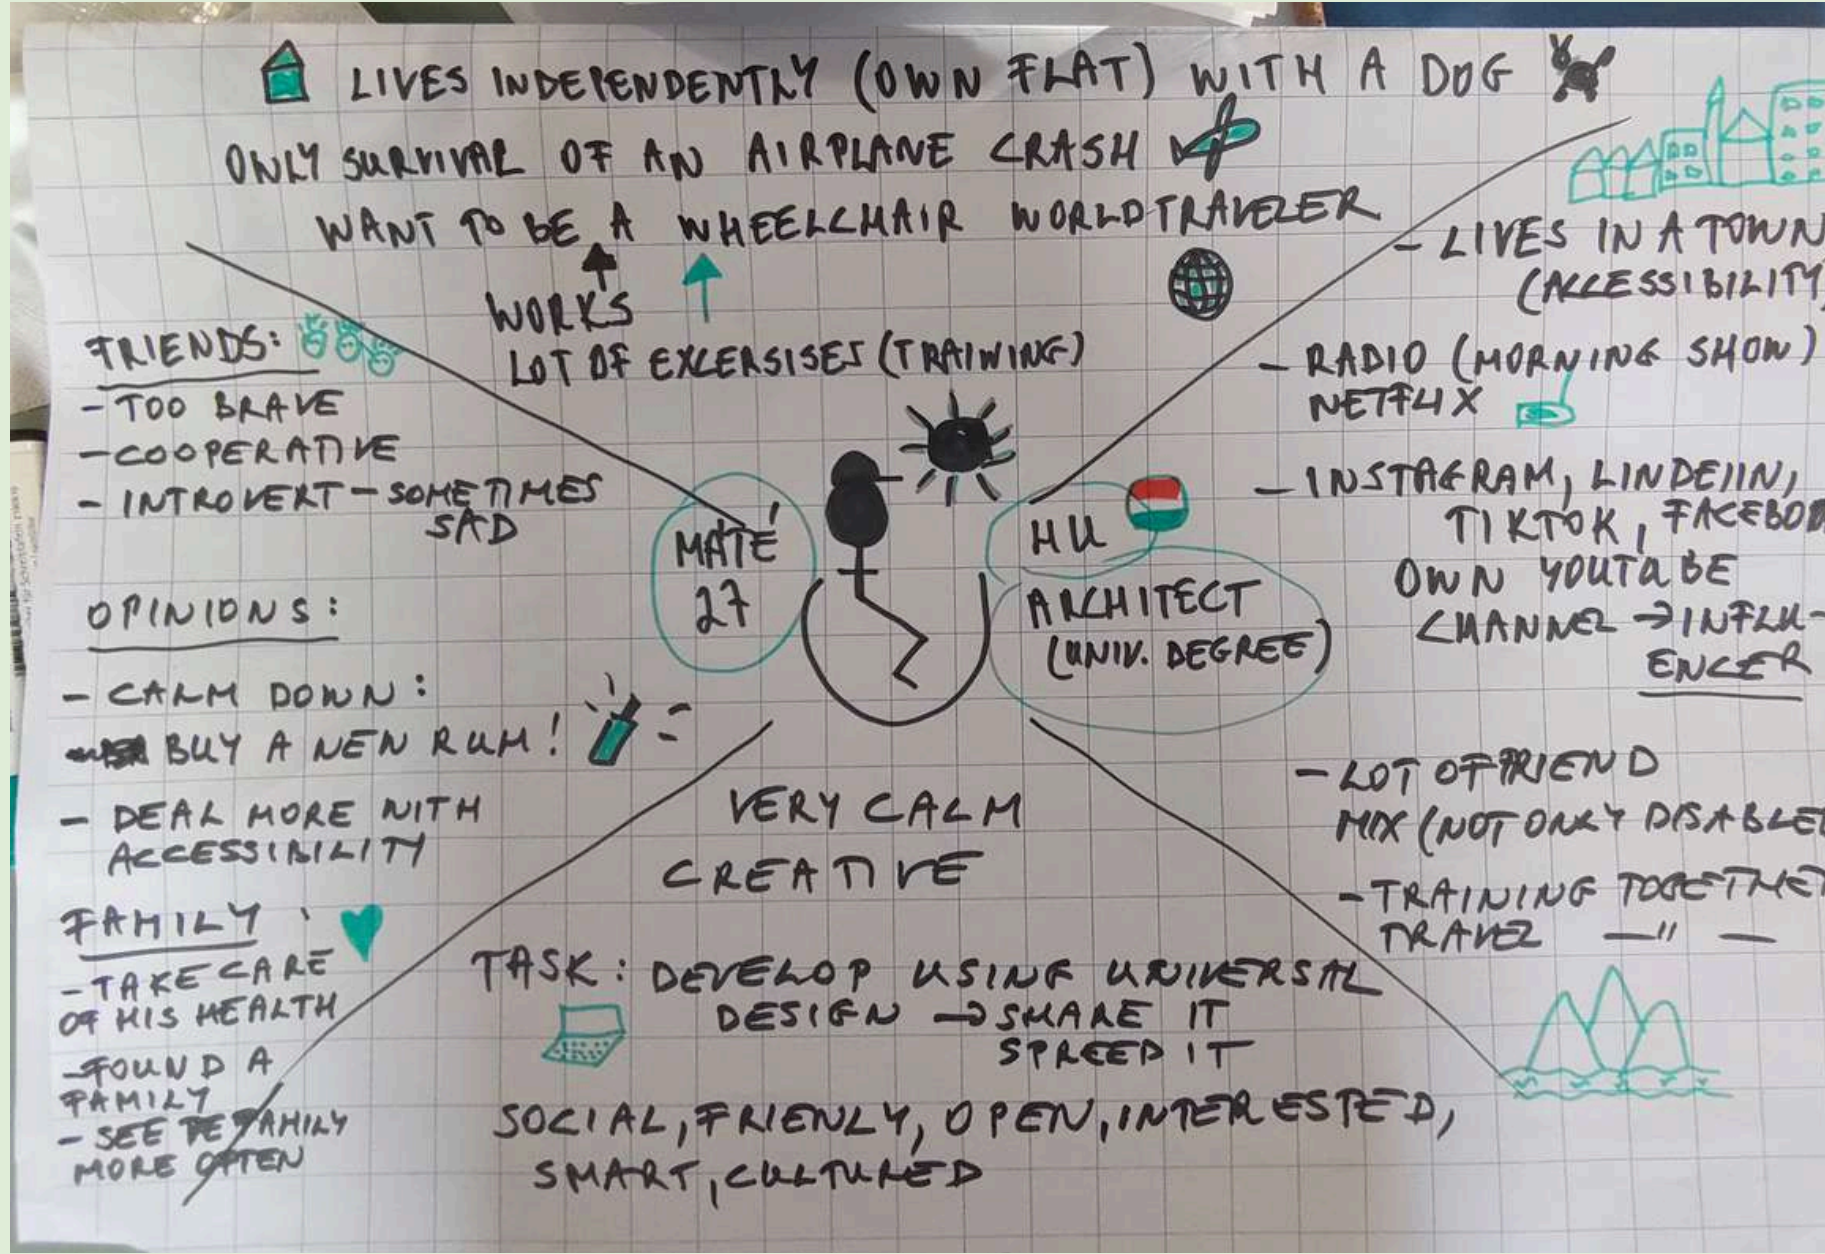 LIVES INDEPENDENTLY (OWN FLAT) WITH A DOG
ONLY SURVIVAL OF AN AIRPLANE CRASH
WANT TO BE A WHEELCHAIR WORLDTRAVELER
WORKS
LOT OF EXCERSISES (TRAINING)
FRIENDS:
- TOO BRAVE
- COOPERATIVE
- INTROVERT - SOMETIMES
SAD
OPINIONS:
- CALM DOWN:
BUY A NEW RUM!
- DEAL MORE WITH
ACCESSIBILITY
FAMILY:
- TAKE CARE
OF HIS HEALTH
- FOUND A
FAMILY
- SEE TE FAMILY
MORE OFTEN
MÁTÉ
27
HU
ARCHITECT
(UNIV. DEGREE)
- LIVES IN A TOWN
(ACCESSIBILITY)
- RADIO (MORNING SHOW)
NETFLIX
- INSTAGRAM, LINDEIIN,
TIKTOK, FACEBOO
OWN YOUTUBE
CHANNEL → INFLU-
ENCER
- LOT OF FRIEND
MIX (NOT ONLY DISABLED
- TRAINING TOGETHE
TRAVEL —"—
VERY CALM
CREATIVE
TASK: DEVELOP USING UNIVERSAL
DESIGN → SHARE IT
SPREED IT
SOCIAL, FRIENLY, OPEN, INTERESTED,
SMART, CULTURED